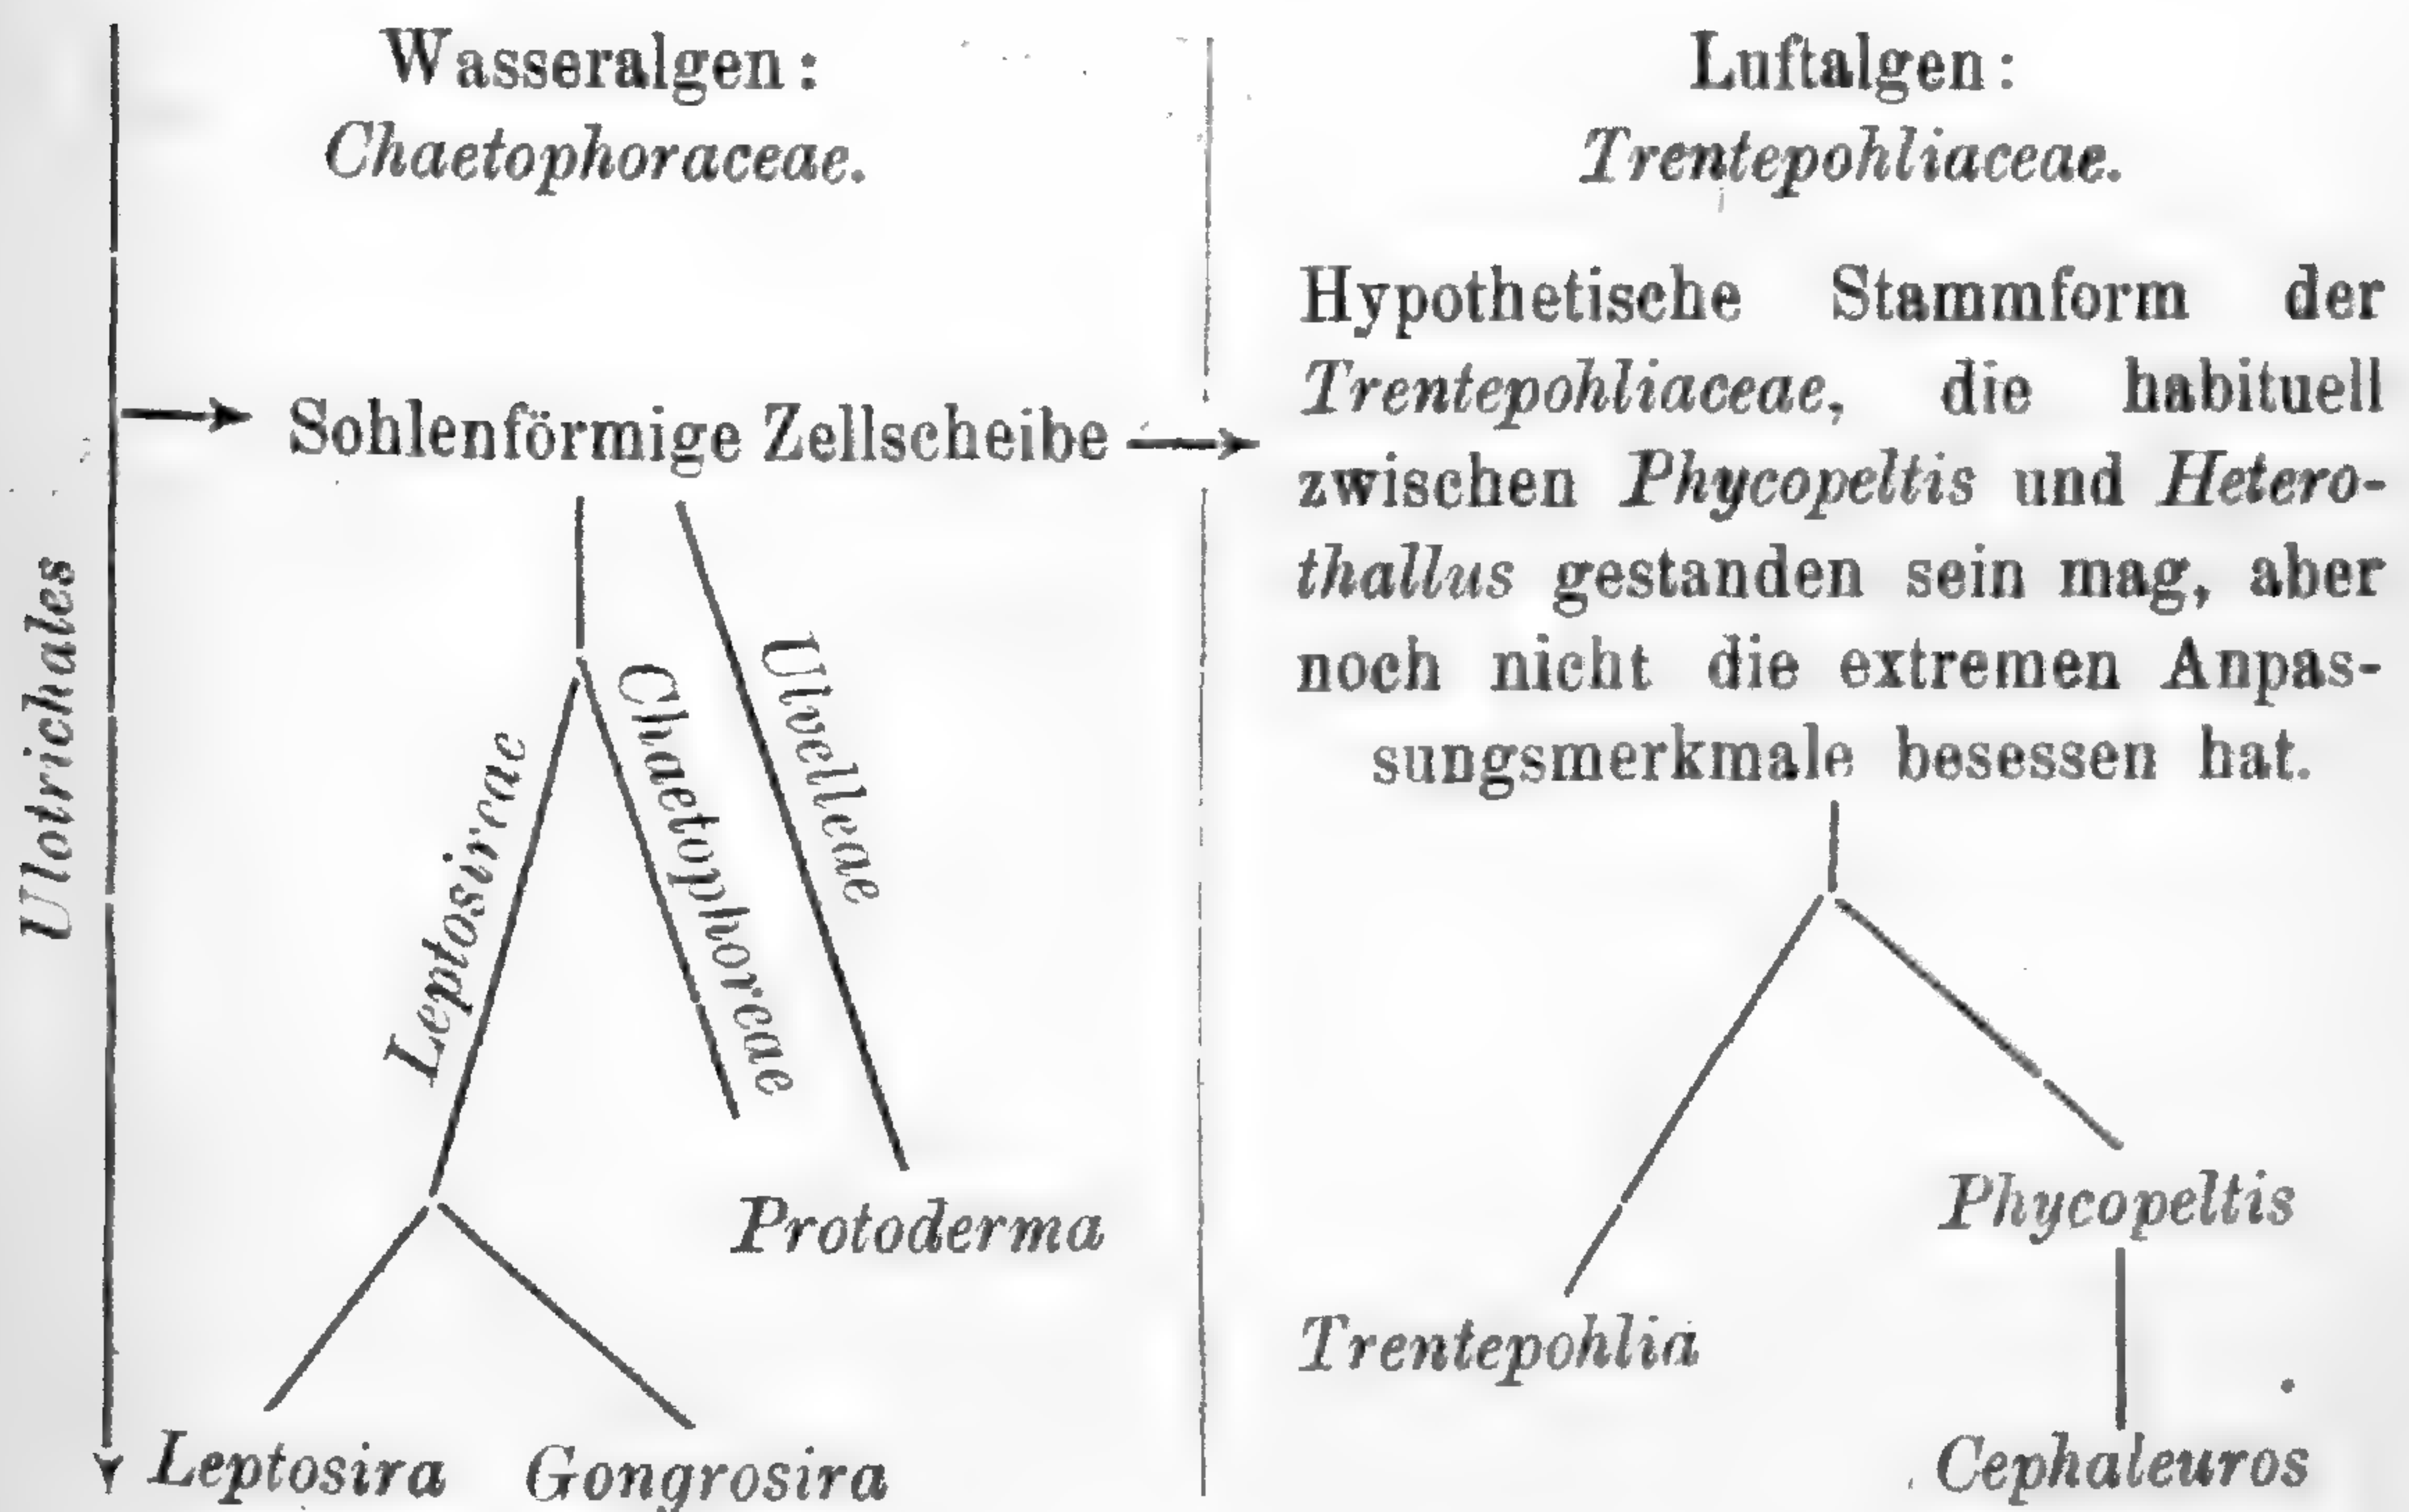 Wasseralgen:
Chaetophoraceae.
Sohlenförmige Zellscheibe
Ulotrichales
Leptosireae
Chaetophoreae
Ulvelleae
Protoderma
Leptosira
Gongrosira
Luftalgen:
Trentepohliaceae.
Hypothetische Stammform der
Trentepohliaceae, die habituell
zwischen Phycopeltis und Hetero-
thallus gestanden sein mag, aber
noch nicht die extremen Anpas-
sungsmerkmale besessen hat.
Phycopeltis
Trentepohlia
Cephaleuros